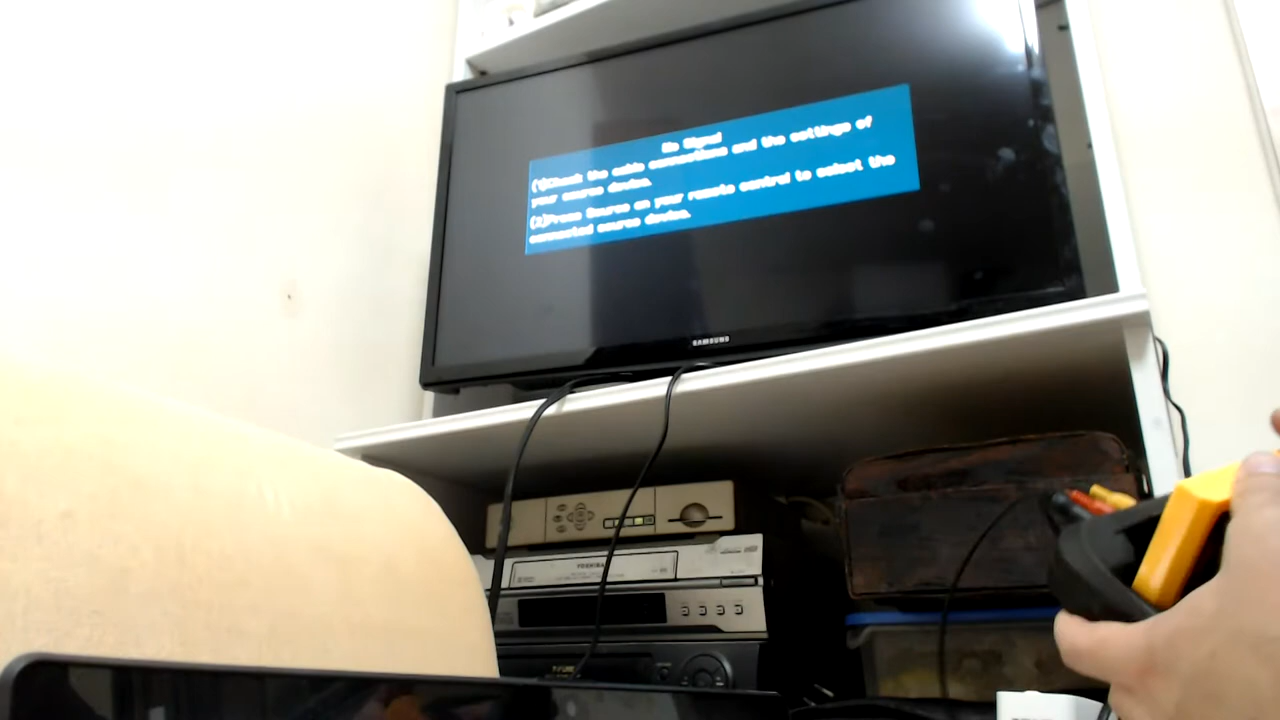 No Signal
(1)Check the cable connections and the settings of
your source device.
(2)Press Source on your remote control to select the
connected source device.
SAMSUNG
TOSHIBA